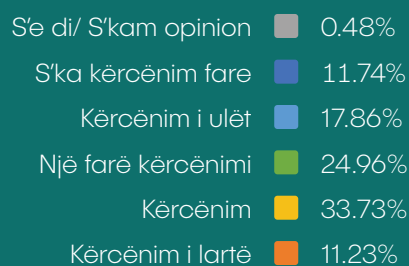 S'e di/ S'kam opinion 0.48%
S'ka kërcënim fare 11.74%
Kërcënim i ulët 17.86%
Një farë kërcënimi 24.96%
Kërcënim 33.73%
Kërcënim i lartë 11.23%